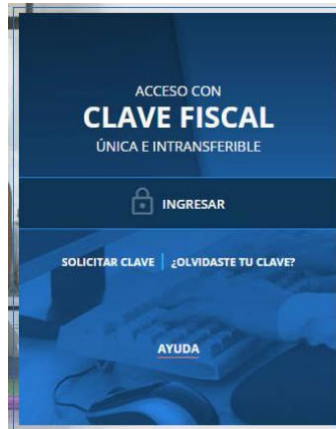 ACCESO CON
CLAVE FISCAL
ÚNICA E INTRANSFERIBLE
INGRESAR
SOLICITAR CLAVE | ¿OLVIDASTE TU CLAVE?
AYUDA